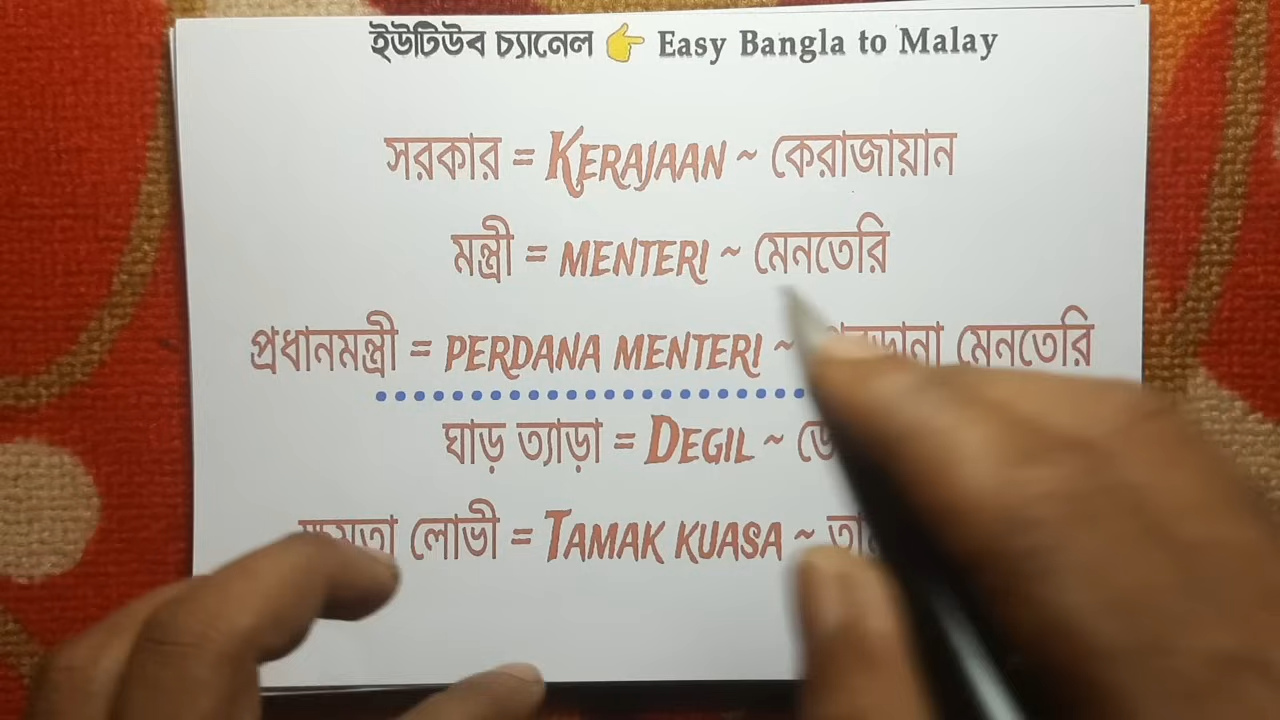 ইউটিউব চ্যানেল 👉 Easy Bangla to Malay
সরকার = KERAJAAN ~ কেরাজায়ান
মন্ত্রী = MENTERI ~ মেনতেরি
প্রধানমন্ত্রী = PERDANA MENTERI ~ মেনতেরি
ঘাড় ত্যাড়া = DEGIL ~
লোভী = TAMAK KUASA ~